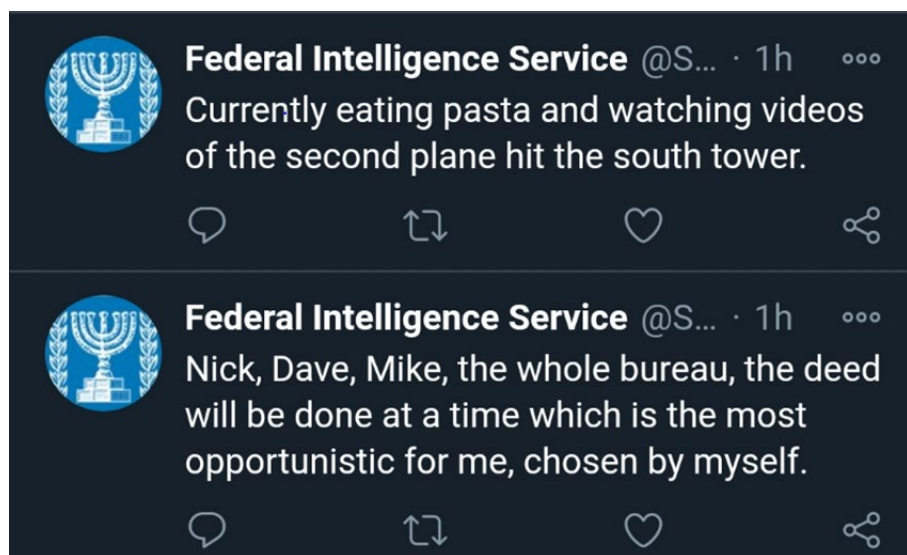 Federal Intelligence Service @S... · 1h
Currently eating pasta and watching videos
of the second plane hit the south tower.
Federal Intelligence Service @S... · 1h
Nick, Dave, Mike, the whole bureau, the deed
will be done at a time which is the most
opportunistic for me, chosen by myself.